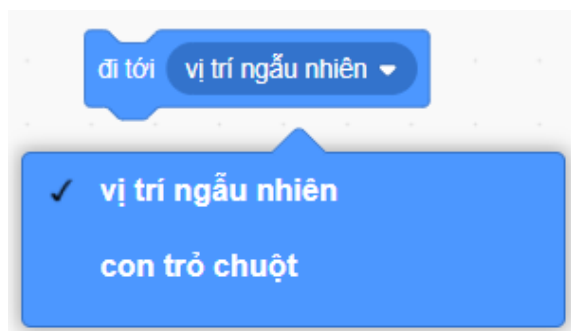 đi tới vị trí ngẫu nhiên
vị trí ngẫu nhiên
con trỏ chuột